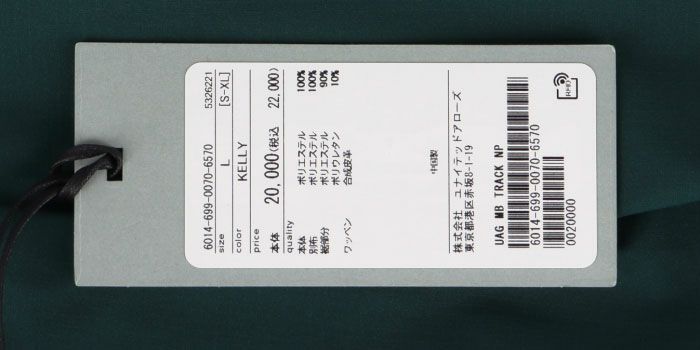 6014-699-0070-6570 5326221
size L [S-XL]
color KELLY
price
本体 20,000(税込 22,000)
quality
本体 ポリエステル 100%
別布 ポリエステル 100%
裾部分 ポリエステル 90%
ポリウレタン 10%
ワッペン 合成皮革
中国製
株式会社 ユナイテッドアローズ
東京都港区赤坂8-1-19
UAG MB TRACK NP
6014-699-0070-6570
0020000
RFID